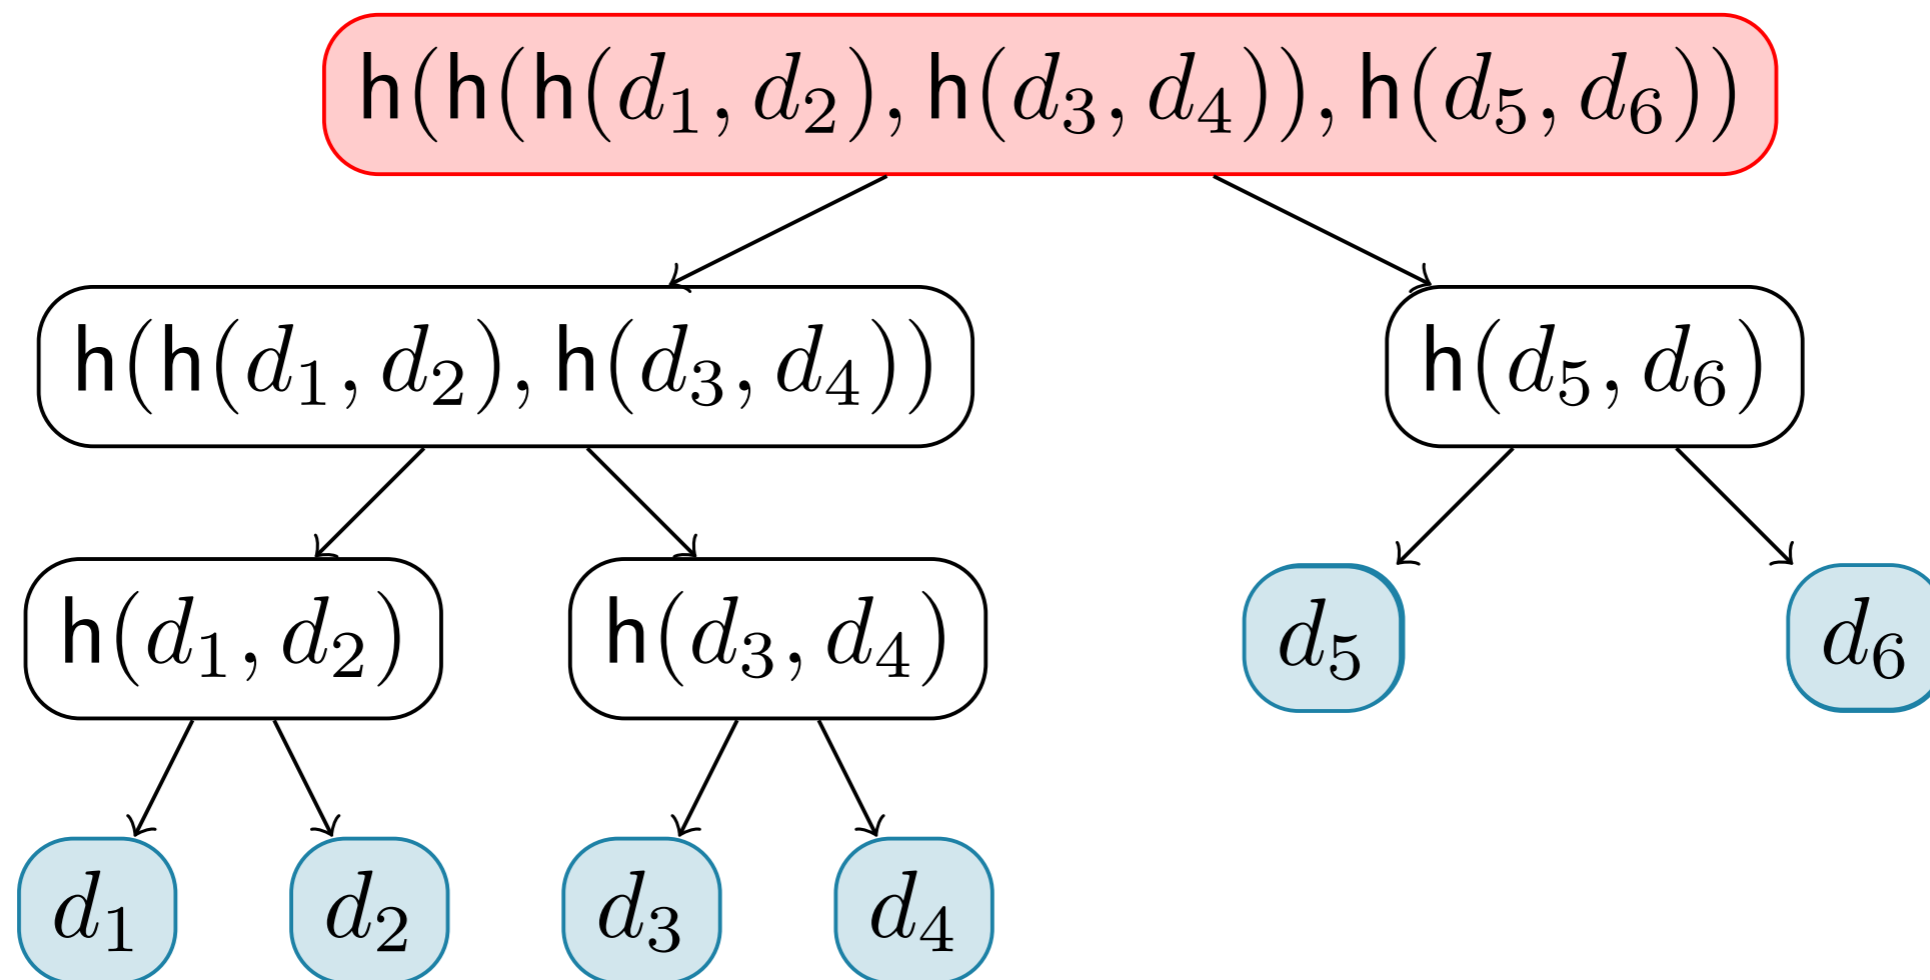 h(h(h(d₁, d₂), h(d₃, d₄)), h(d₅, d₆))
h(h(d₁, d₂), h(d₃, d₄))
h(d₅, d₆)
h(d₁, d₂)
h(d₃, d₄)
d₅
d₆
d₁
d₂
d₃
d₄